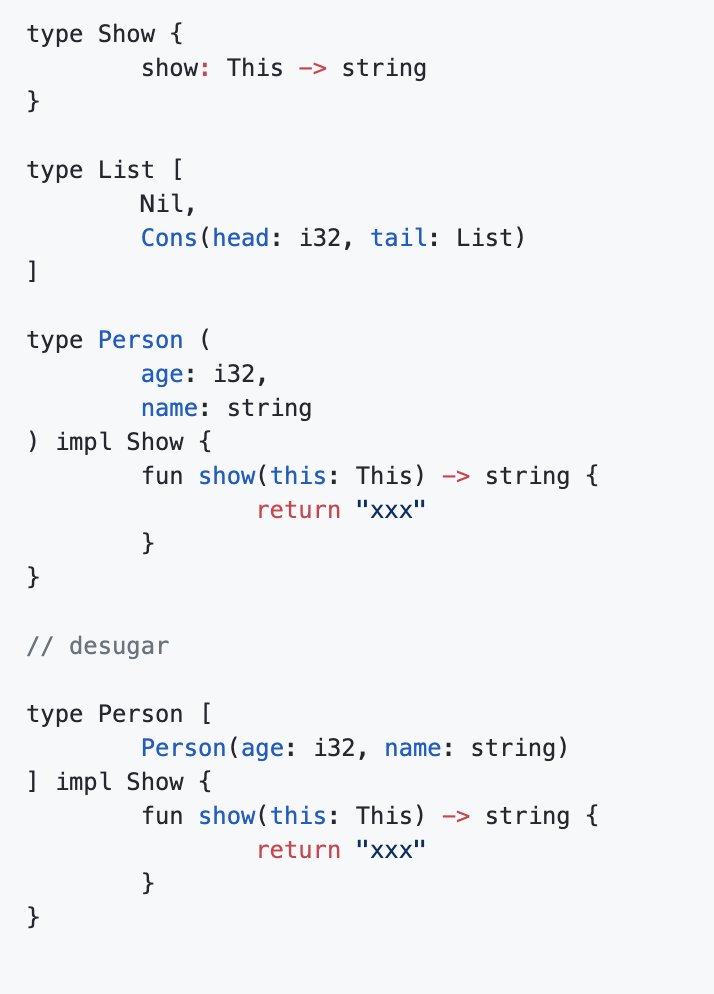 type Show {
        show: This -> string
}

type List [
        Nil,
        Cons(head: i32, tail: List)
]

type Person (
        age: i32,
        name: string
) impl Show {
        fun show(this: This) -> string {
                return "xxx"
        }
}

// desugar

type Person [
        Person(age: i32, name: string)
] impl Show {
        fun show(this: This) -> string {
                return "xxx"
        }
}